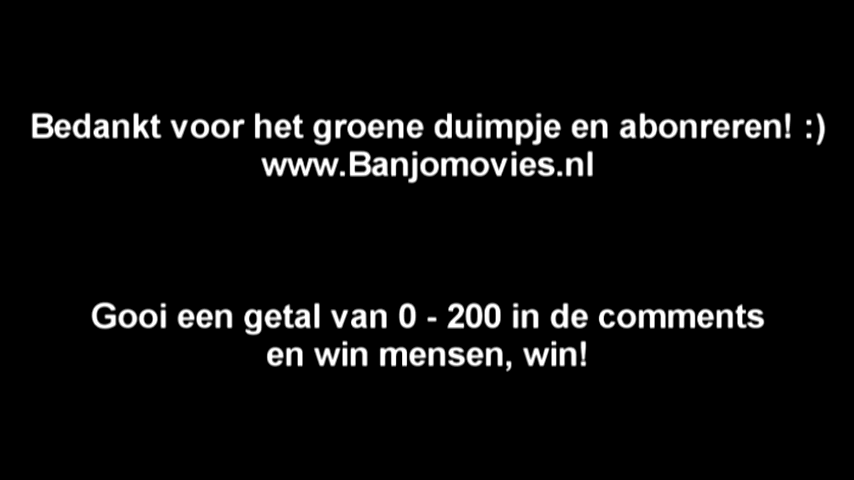 Bedankt voor het groene duimpje en abonreren! :)
www.Banjomovies.nl
Gooi een getal van 0 - 200 in de comments
en win mensen, win!